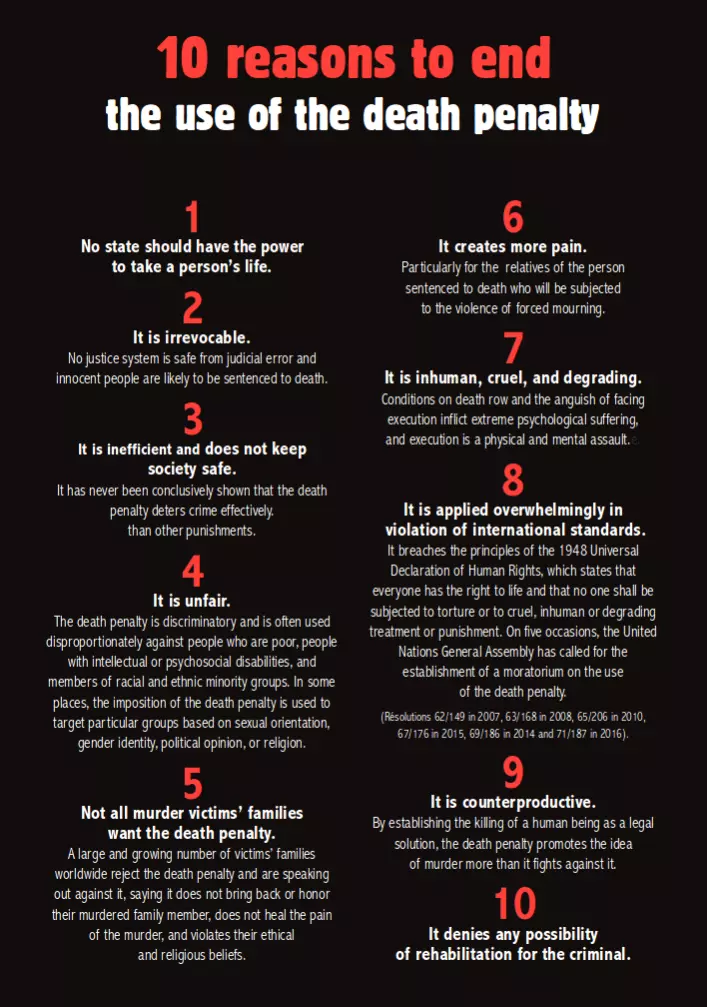 10 reasons to end
the use of the death penalty
1
No state should have the power
to take a person's life.
2
It is irrevocable.
No justice system is safe from judicial error and
innocent people are likely to be sentenced to death.
3
It is inefficient and does not keep
society safe.
It has never been conclusively shown that the death
penalty deters crime effectively.
than other punishments.
4
It is unfair.
The death penalty is discriminatory and is often used
disproportionately against people who are poor, people
with intellectual or psychosocial disabilities, and
members of racial and ethnic minority groups. In some
places, the imposition of the death penalty is used to
target particular groups based on sexual orientation,
gender identity, political opinion, or religion.
5
Not all murder victims' families
want the death penalty.
A large and growing number of victims' families
worldwide reject the death penalty and are speaking
out against it, saying it does not bring back or honor
their murdered family member, does not heal the pain
of the murder, and violates their ethical
and religious beliefs.
6
It creates more pain.
Particularly for the relatives of the person
sentenced to death who will be subjected
to the violence of forced mourning.
7
It is inhuman, cruel, and degrading.
Conditions on death row and the anguish of facing
execution inflict extreme psychological suffering,
and execution is a physical and mental assault.
8
It is applied overwhelmingly in
violation of international standards.
It breaches the principles of the 1948 Universal
Declaration of Human Rights, which states that
everyone has the right to life and that no one shall be
subjected to torture or to cruel, inhuman or degrading
treatment or punishment. On five occasions, the United
Nations General Assembly has called for the
establishment of a moratorium on the use
of the death penalty.
(Résolutions 62/149 in 2007, 63/168 in 2008, 65/206 in 2010,
67/176 in 2015, 69/186 in 2014 and 71/187 in 2016).
9
It is counterproductive.
By establishing the killing of a human being as a legal
solution, the death penalty promotes the idea
of murder more than it fights against it.
10
It denies any possibility
of rehabilitation for the criminal.